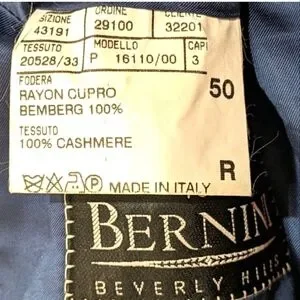 ORDINE
43191 29100 32201
TESSUTO MODELLO CAPI
20528/33 P 16110/00 3
FODERA
RAYON CUPRO 50
BEMBERG 100%
TESSUTO
100% CASHMERE
R
P MADE IN ITALY
BERNINI
BEVERLY HILLS